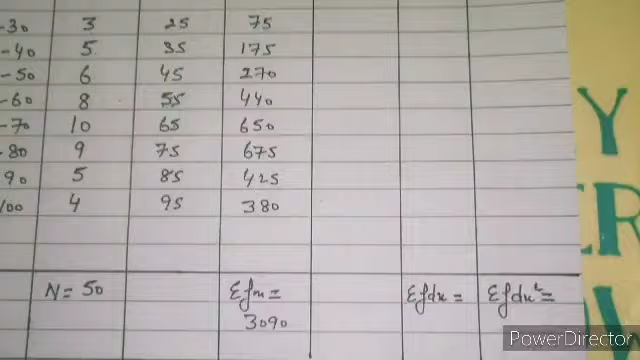 -30 3 25 75
-40 5 35 175
-50 6 45 270
-60 8 55 440
-70 10 65 650
-80 9 75 675
90 5 85 425
100 4 95 380
N = 50 Σfx = Σfdx = Σfdx² =
3090
Y
ER
OW
PowerDirector